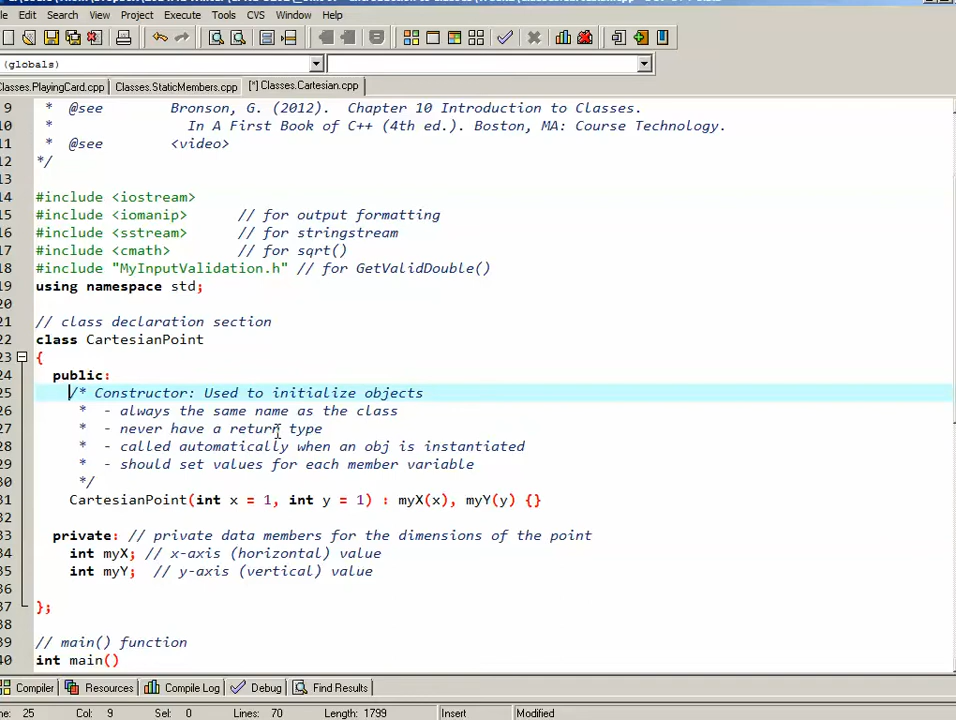 File Edit Search View Project Execute Tools CVS Window Help
(globals)
Classes.PlayingCard.cpp Classes.StaticMembers.cpp [*] Classes.Cartesian.cpp
9 * @see Bronson, G. (2012). Chapter 10 Introduction to Classes.
10 * In A First Book of C++ (4th ed.). Boston, MA: Course Technology.
11 * @see <video>
12 */
13
14 #include <iostream>
15 #include <iomanip> // for output formatting
16 #include <sstream> // for stringstream
17 #include <cmath> // for sqrt()
18 #include "MyInputValidation.h" // for GetValidDouble()
19 using namespace std;
20
21 // class declaration section
22 class CartesianPoint
23 {
24 public:
25 /* Constructor: Used to initialize objects
26 * - always the same name as the class
27 * - never have a return type
28 * - called automatically when an obj is instantiated
29 * - should set values for each member variable
30 */
31 CartesianPoint(int x = 1, int y = 1) : myX(x), myY(y) {}
32
33 private: // private data members for the dimensions of the point
34 int myX; // x-axis (horizontal) value
35 int myY; // y-axis (vertical) value
36
37 };
38
39 // main() function
40 int main()
Compiler Resources Compile Log Debug Find Results
ne: 25 Col: 9 Sel: 0 Lines: 70 Length: 1799 Insert Modified